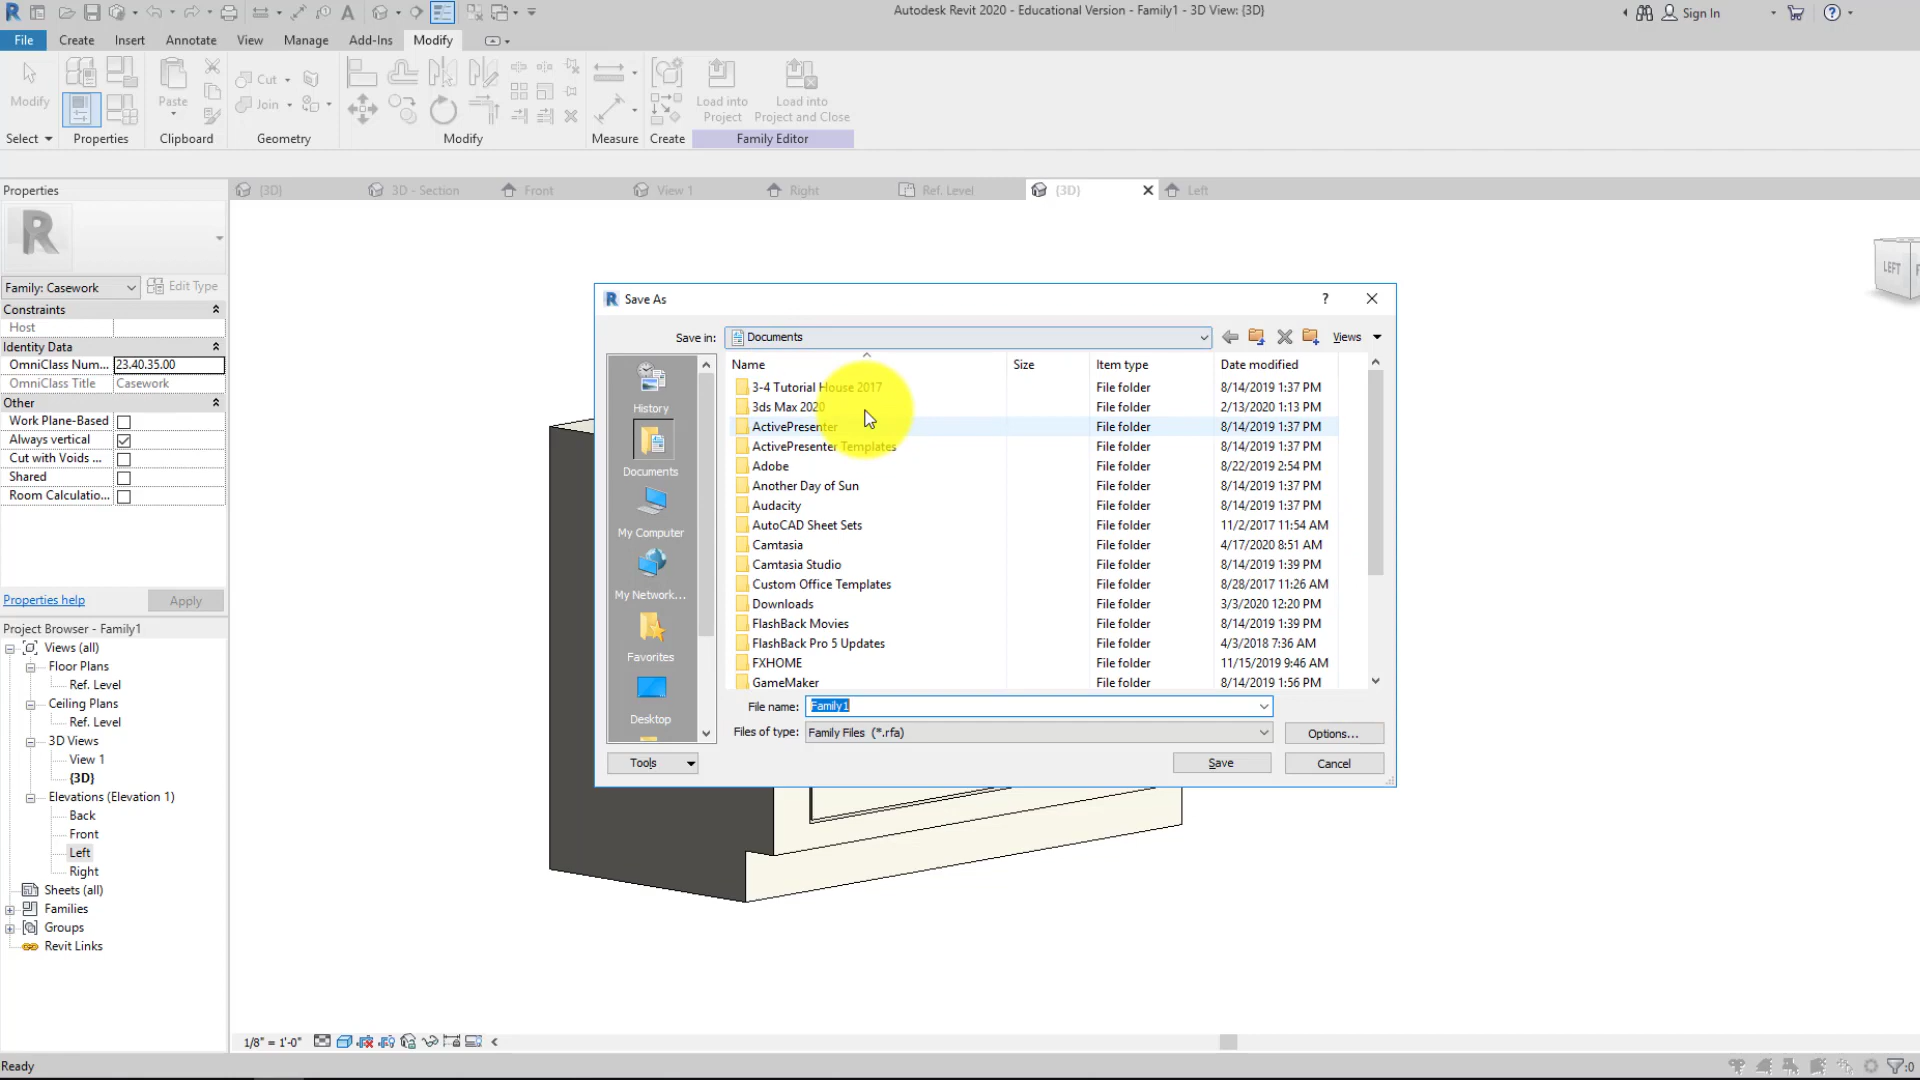 Autodesk Revit 2020 - Educational Version - Family1 - 3D View: {3D}
Sign In
File Create Insert Annotate View Manage Add-Ins Modify
Modify
Cut
Join
Paste
Load into Project
Load into Project and Close
Select Properties Clipboard Geometry Modify Measure Create Family Editor
Properties
{3D} 3D - Section Front View 1 Right Ref. Level {3D} Left
R
Family: Casework Edit Type
Constraints
Host
Identity Data
OmniClass Num... 23.40.35.00
OmniClass Title Casework
Other
Work Plane-Based
Always vertical
Cut with Voids ...
Shared
Room Calculatio...
Properties help Apply
Project Browser - Family1
Views (all)
Floor Plans
Ref. Level
Ceiling Plans
Ref. Level
3D Views
View 1
{3D}
Elevations (Elevation 1)
Back
Front
Left
Right
Sheets (all)
Families
Groups
Revit Links
LEFT
Save As
Save in: Documents Views
Name Size Item type Date modified
3-4 Tutorial House 2017 File folder 8/14/2019 1:37 PM
3ds Max 2020 File folder 2/13/2020 1:13 PM
ActivePresenter File folder 8/14/2019 1:37 PM
ActivePresenter Templates File folder 8/14/2019 1:37 PM
Adobe File folder 8/22/2019 2:54 PM
Another Day of Sun File folder 8/14/2019 1:37 PM
Audacity File folder 8/14/2019 1:37 PM
AutoCAD Sheet Sets File folder 11/2/2017 11:54 AM
Camtasia File folder 4/17/2020 8:51 AM
Camtasia Studio File folder 8/14/2019 1:39 PM
Custom Office Templates File folder 8/28/2017 11:26 AM
Downloads File folder 3/3/2020 12:20 PM
FlashBack Movies File folder 8/14/2019 1:39 PM
FlashBack Pro 5 Updates File folder 4/3/2018 7:36 AM
FXHOME File folder 11/15/2019 9:46 AM
GameMaker File folder 8/14/2019 1:56 PM
History
Documents
My Computer
My Network...
Favorites
Desktop
File name: Family1
Files of type: Family Files (*.rfa) Options...
Tools Save Cancel
1/8" = 1'-0"
Ready
:0